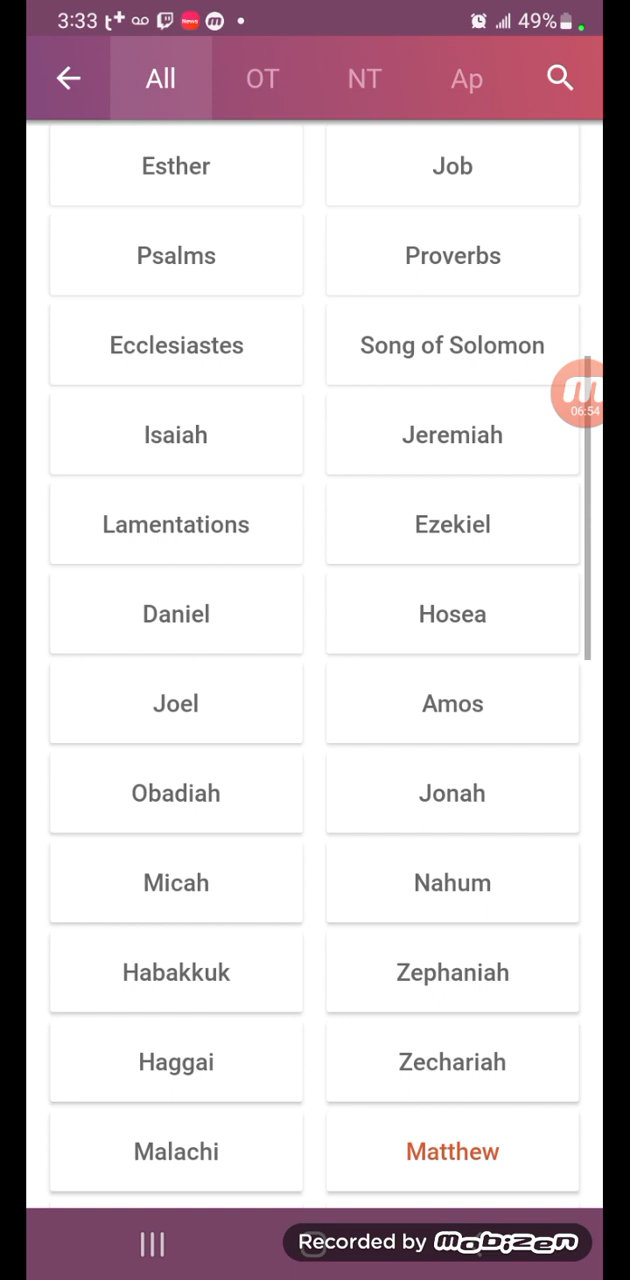 3:33 t+ News m 49%
All OT NT Ap
Esther Job
Psalms Proverbs
Ecclesiastes Song of Solomon
Isaiah Jeremiah
m
06:54
Lamentations Ezekiel
Daniel Hosea
Joel Amos
Obadiah Jonah
Micah Nahum
Habakkuk Zephaniah
Haggai Zechariah
Malachi Matthew
Recorded by mobizen